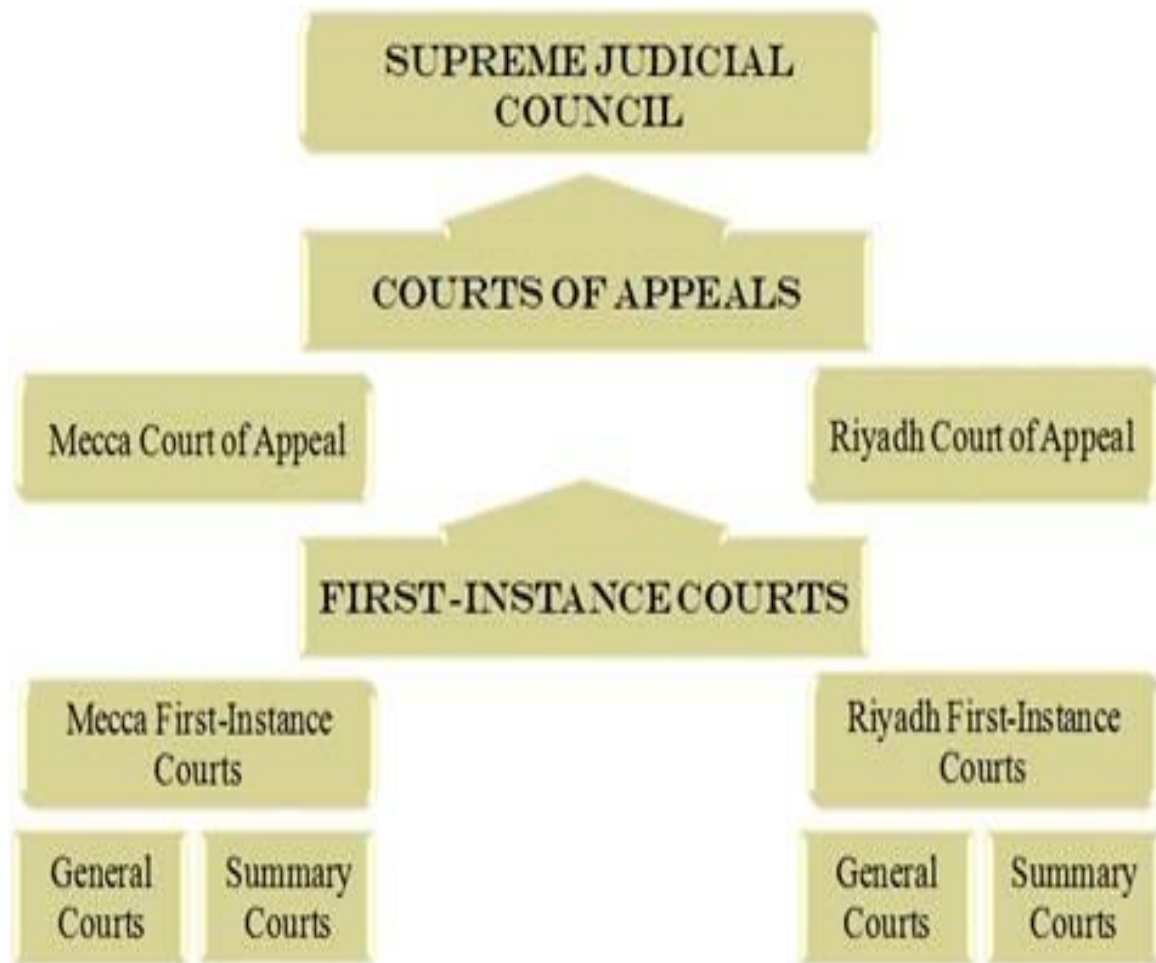 SUPREME JUDICIAL
COUNCIL
COURTS OF APPEALS
Mecca Court of Appeal
Riyadh Court of Appeal
FIRST-INSTANCE COURTS
Mecca First-Instance
Courts
Riyadh First-Instance
Courts
General
Courts
Summary
Courts
General
Courts
Summary
Courts